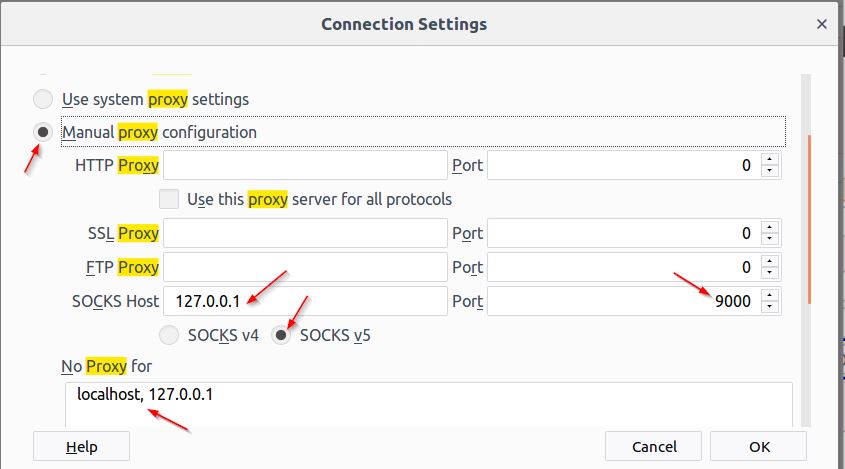 Connection Settings
Use system proxy settings
Manual proxy configuration
HTTP Proxy Port 0
Use this proxy server for all protocols
SSL Proxy Port 0
FTP Proxy Port 0
SOCKS Host 127.0.0.1 Port 9000
SOCKS v4 SOCKS v5
No Proxy for
localhost, 127.0.0.1
Help Cancel OK